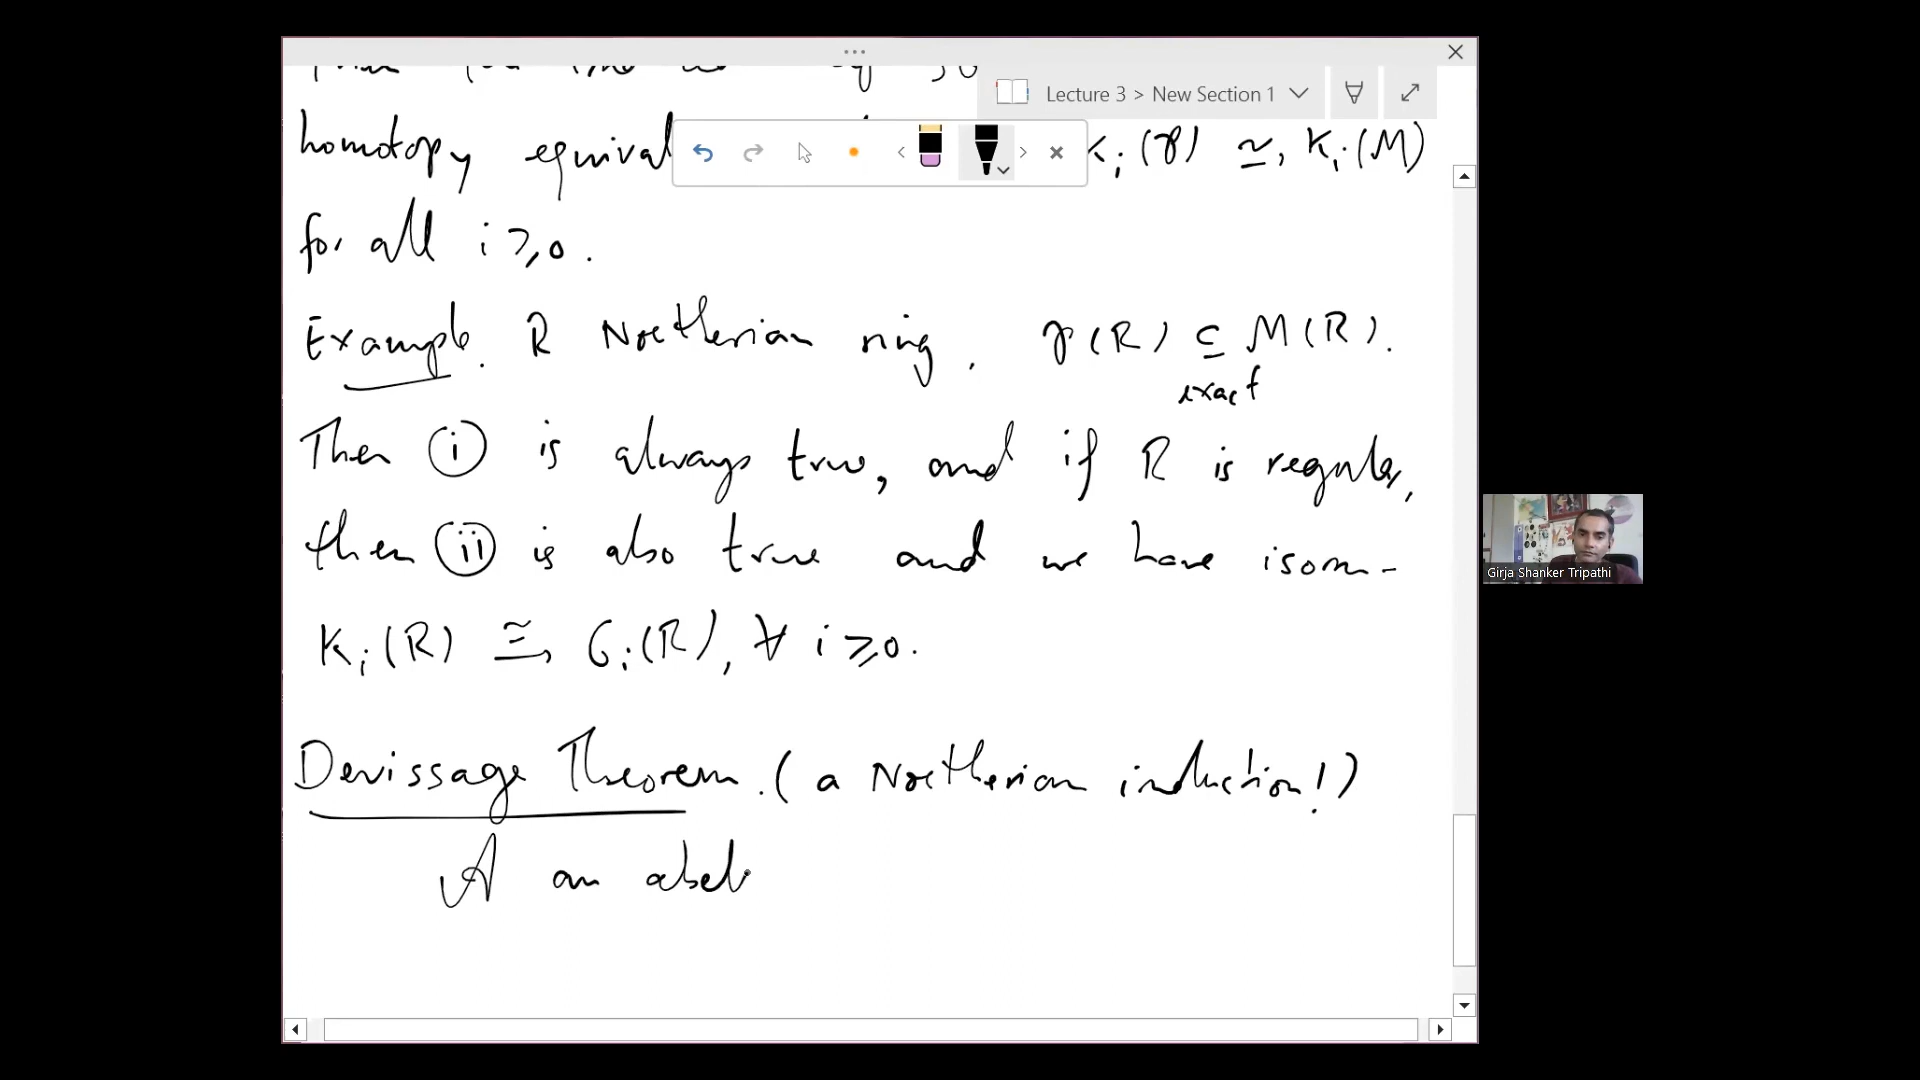 Lecture 3 > New Section 1
homotopy K_i(𝒫) ≃, K_i(M)
for all i ≥ 0.
Example. R Noetherian ring. 𝒫(R) ⊆ M(R).
exact
Then (i) is always true, and if R is regular,
then (ii) is also true and we have isom-
K_i(R) ≅, G_i(R), ∀ i ≥ 0.
Devissage Theorem. (a Noetherian induction!)
𝒜 an abel
Girja Shanker Tripathi